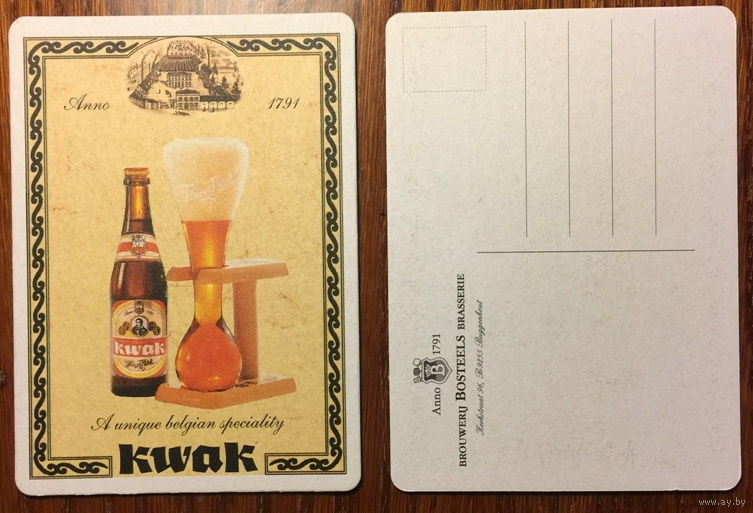 Anno 1791
kwak
A unique belgian speciality
kwak
Anno 1791
B
BROUWERIJ BOSTEELS BRASSERIE
Kerkstraat 96, B.9255 Buggenhout
www.ay.by